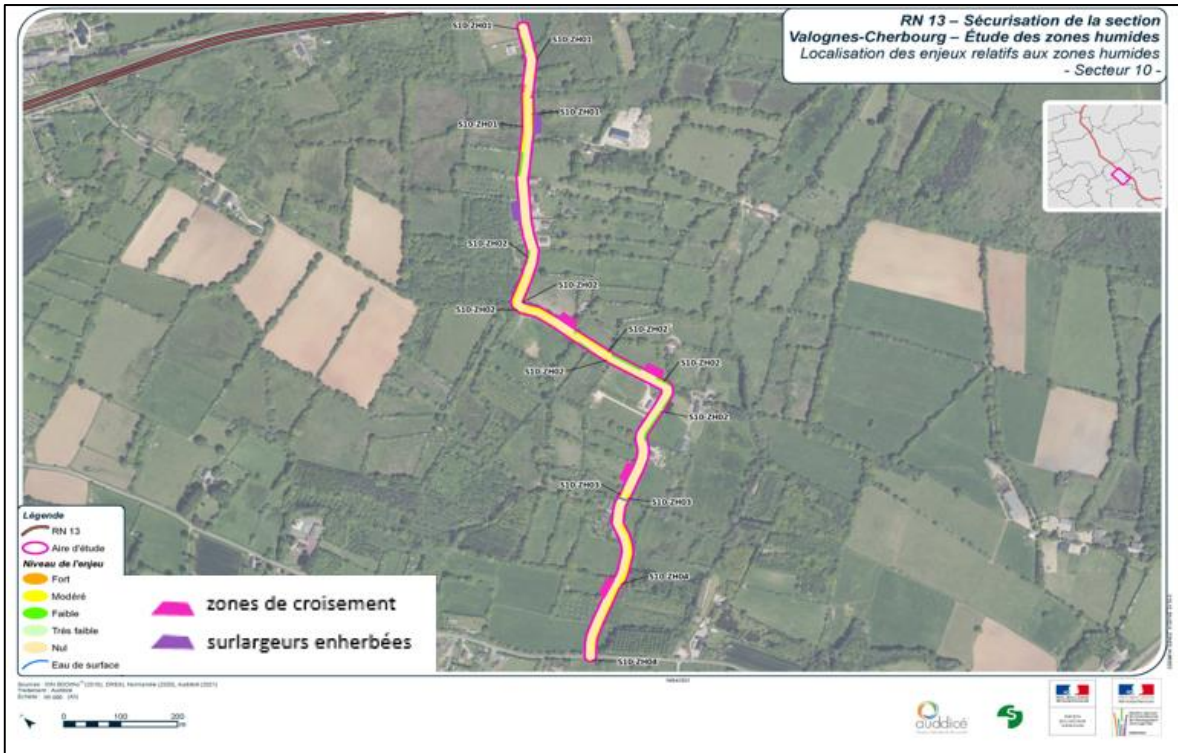 RN 13 – Sécurisation de la section
Valognes-Cherbourg – Étude des zones humides
Localisation des enjeux relatifs aux zones humides
- Secteur 10 -
S10-ZH01
S10-ZH01
S10-ZH01
S10-ZH01
S10-ZH02
S10-ZH02
S10-ZH02
S10-ZH02
S10-ZH02
S10-ZH02
S10-ZH02
S10-ZH03
S10-ZH03
S10-ZH04
S10-ZH04
Légende
RN 13
Aire d'étude
Niveau de l'enjeu
Fort
Modéré
Faible
Très faible
Nul
Eau de surface
zones de croisement
surlargeurs enherbées
0 100 200
m
auddicé